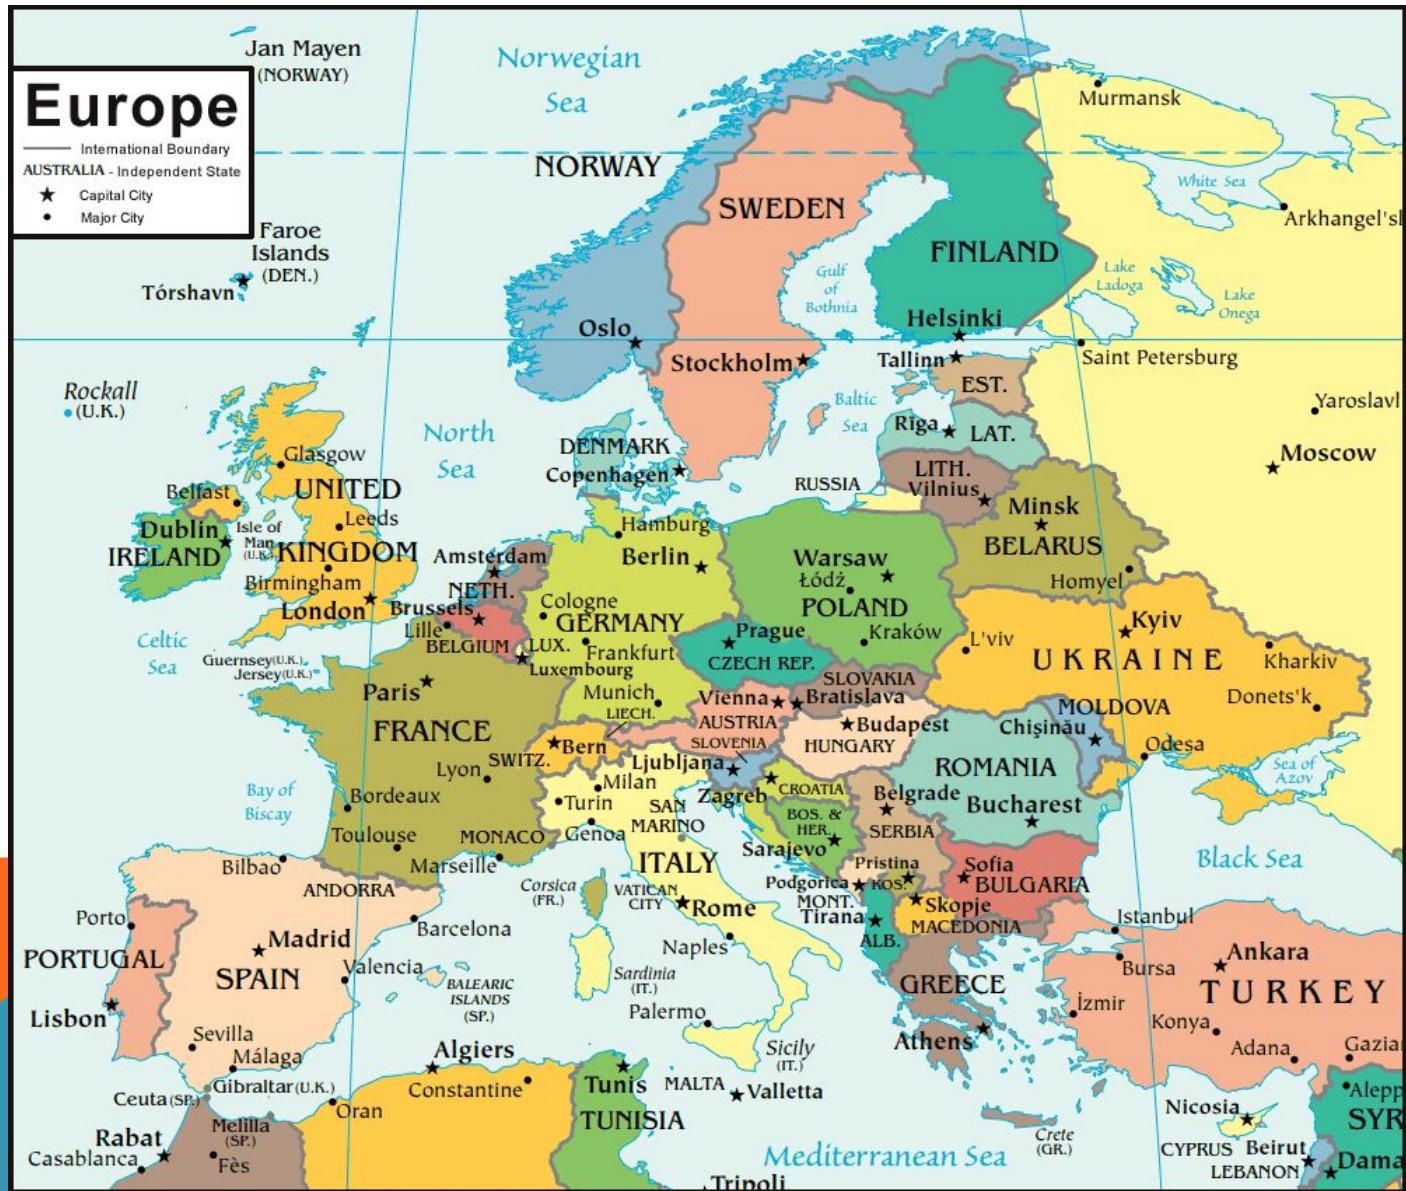 Jan Mayen
(NORWAY)
Norwegian
Sea
Europe
International Boundary
AUSTRALIA - Independent State
Capital City
Major City
Murmansk
NORWAY
White Sea
SWEDEN
Arkhangel'sl
Faroe
Islands
(DEN.)
Tórshavn
FINLAND
Gulf
of
Bothnia
Lake
Ladoga
Lake
Onega
Oslo
Helsinki
Stockholm
Tallinn
Saint Petersburg
EST.
Rockall
(U.K.)
Baltic
Sea
Yaroslavl
North
Sea
Riga
LAT.
DENMARK
Copenhagen
Moscow
Glasgow
UNITED
KINGDOM
Belfast
LITH.
Vilnius
RUSSIA
Minsk
BELARUS
Leeds
Isle of
Man
(U.K.)
Dublin
IRELAND
Hamburg
Birmingham
London
Amsterdam
NETH.
Berlin
Warsaw
Łódź
POLAND
Homyel
Brussels
Lille
BELGIUM
Cologne
GERMANY
Frankfurt
LUX.
Luxembourg
Prague
CZECH REP.
Kraków
L'viv
Kyiv
UKRAINE
Kharkiv
Celtic
Sea
Guernsey(U.K.)
Jersey(U.K.)
Paris
FRANCE
Munich
LIECH.
Vienna
AUSTRIA
SLOVAKIA
Bratislava
Donets'k
MOLDOVA
Chişinău
Budapest
HUNGARY
SLOVENIA
Bern
SWITZ.
Ljubljana
Odesa
Sea of
Azov
Lyon
Milan
Turin
Genoa
Zagreb
CROATIA
ROMANIA
Bucharest
Bay of
Biscay
Bordeaux
Toulouse
MONACO
Marseille
SAN
MARINO
BOS. &
HER.
Sarajevo
Belgrade
SERBIA
Black Sea
Bilbao
ANDORRA
Corsica
(FR.)
ITALY
VATICAN
CITY
Rome
Podgorica
MONT.
Pristina
KOS.
Sofia
BULGARIA
Tirana
ALB.
Skopje
MACEDONIA
Porto
PORTUGAL
Lisbon
Madrid
SPAIN
Barcelona
Valencia
BALEARIC
ISLANDS
(SP.)
Naples
Sardinia
(IT.)
Palermo
Sicily
(IT.)
GREECE
Athens
Istanbul
Bursa
Ankara
TURKEY
İzmir
Konya
Adana
Gazia
Sevilla
Málaga
Gibraltar(U.K.)
Ceuta(SP.)
Melilla
(SP.)
Algiers
Constantine
Oran
Tunis
TUNISIA
MALTA
Valletta
Rabat
Casablanca
Fès
Crete
(GR.)
Mediterranean Sea
Tripoli
Nicosia
CYPRUS
Beirut
LEBANON
Alepp
SYR
Dama